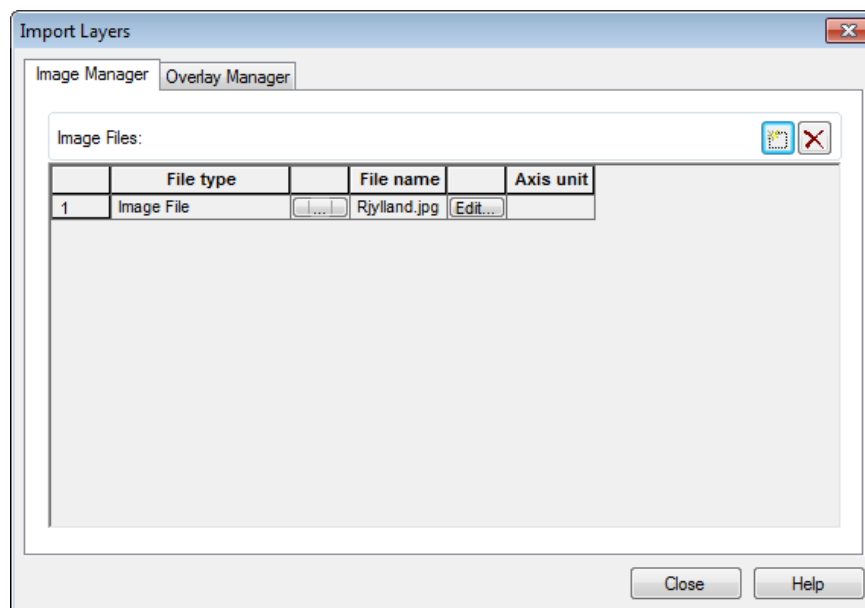 Import Layers
Image Manager Overlay Manager
Image Files:
File type File name Axis unit
1 Image File ... Rjylland.jpg Edit...
Close Help